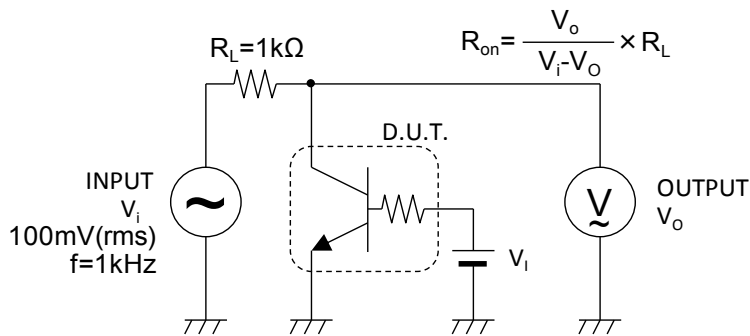 R_L=1kΩ
R_on= V_o / V_i-V_O × R_L
D.U.T.
INPUT
V_i
100mV(rms)
f=1kHz
~
V_I
V
~
OUTPUT
V_O